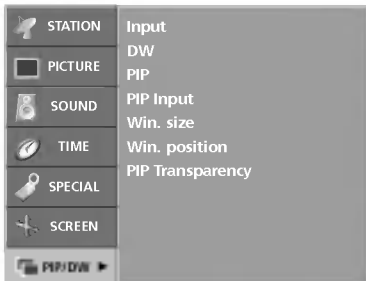 STATION
PICTURE
SOUND
TIME
SPECIAL
SCREEN
PIP/DW
Input
DW
PIP
PIP Input
Win. size
Win. position
PIP Transparency